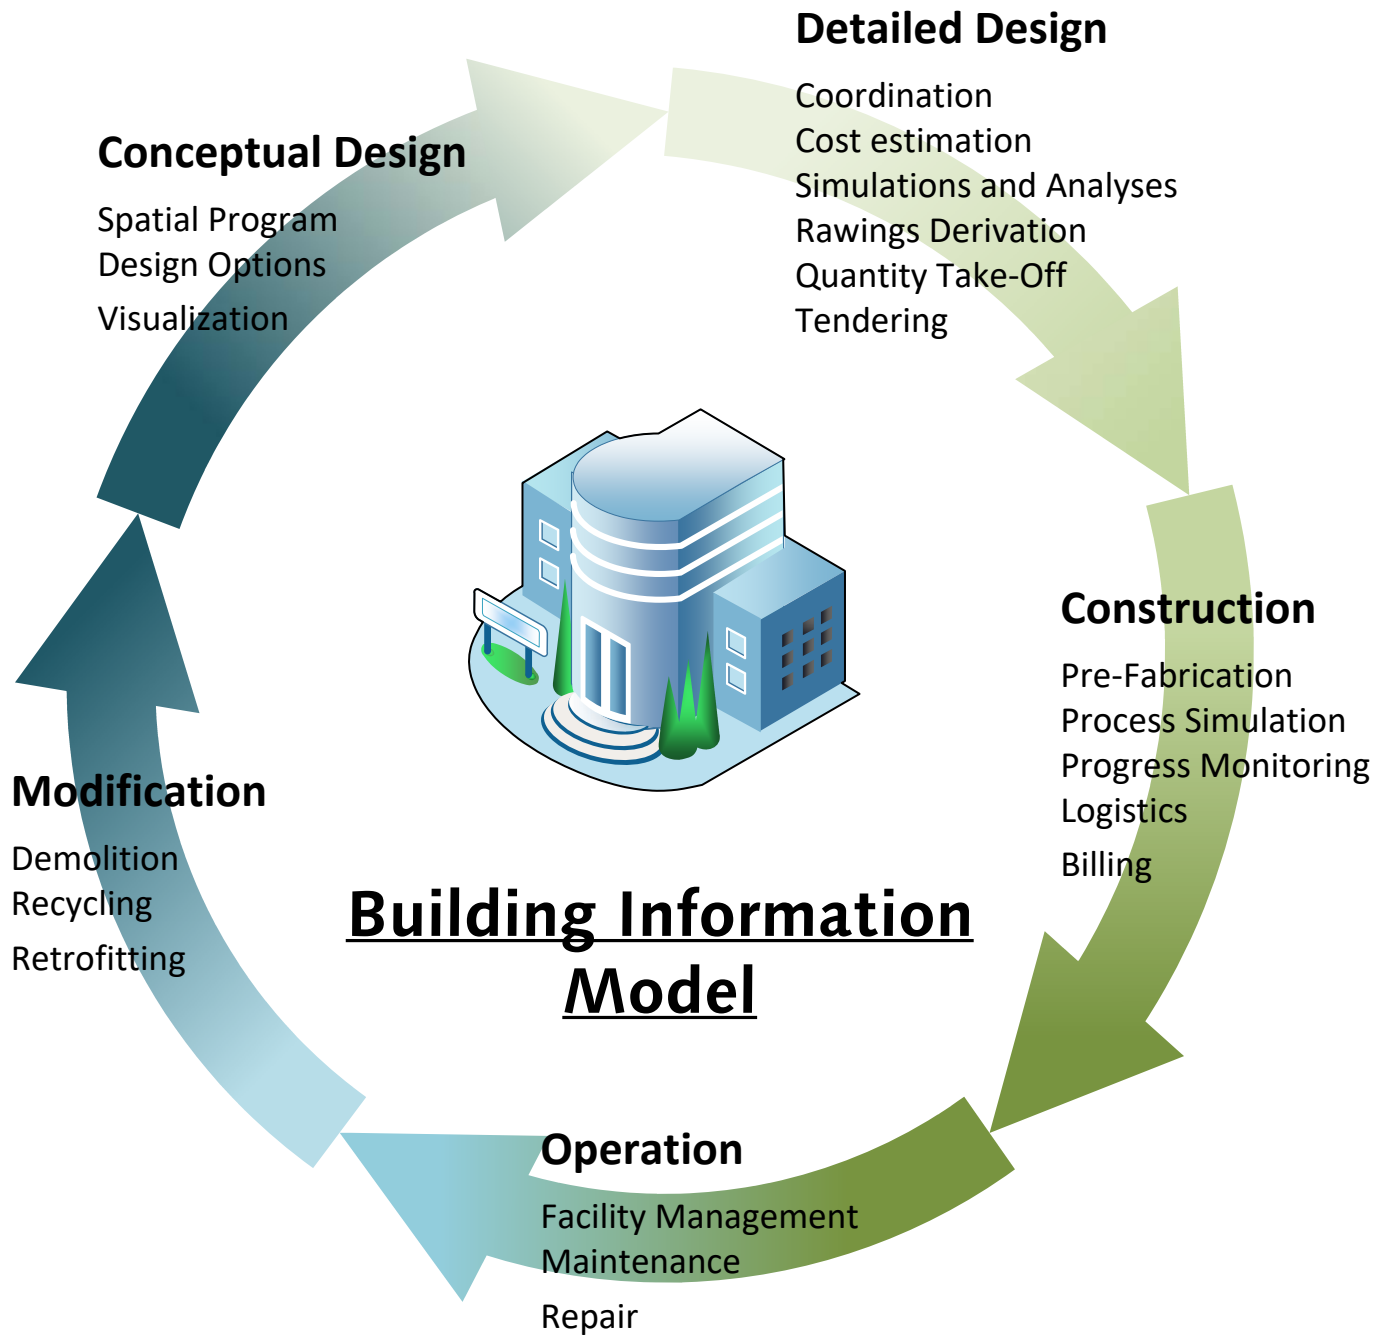 Detailed Design
Coordination
Cost estimation
Simulations and Analyses
Rawings Derivation
Quantity Take-Off
Tendering
Conceptual Design
Spatial Program
Design Options
Visualization
Construction
Pre-Fabrication
Process Simulation
Progress Monitoring
Logistics
Billing
Modification
Demolition
Recycling
Retrofitting
Building Information
Model
Operation
Facility Management
Maintenance
Repair